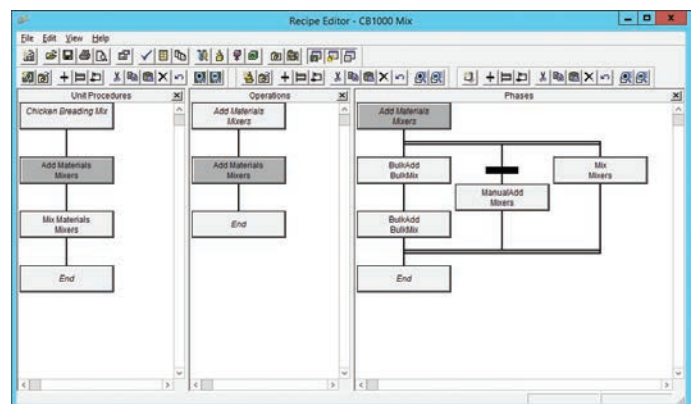 Recipe Editor - CB1000 Mix
File Edit View Help
Unit Procedures
Chicken Breading Mix
Add Materials
Mixers
Mix Materials
Mixers
End
Operations
Add Materials
Mixers
Add Materials
Mixers
End
Phases
Add Materials
Mixers
BulkAdd
BulkMix
ManualAdd
Mixers
Mix
Mixers
BulkAdd
BulkMix
End